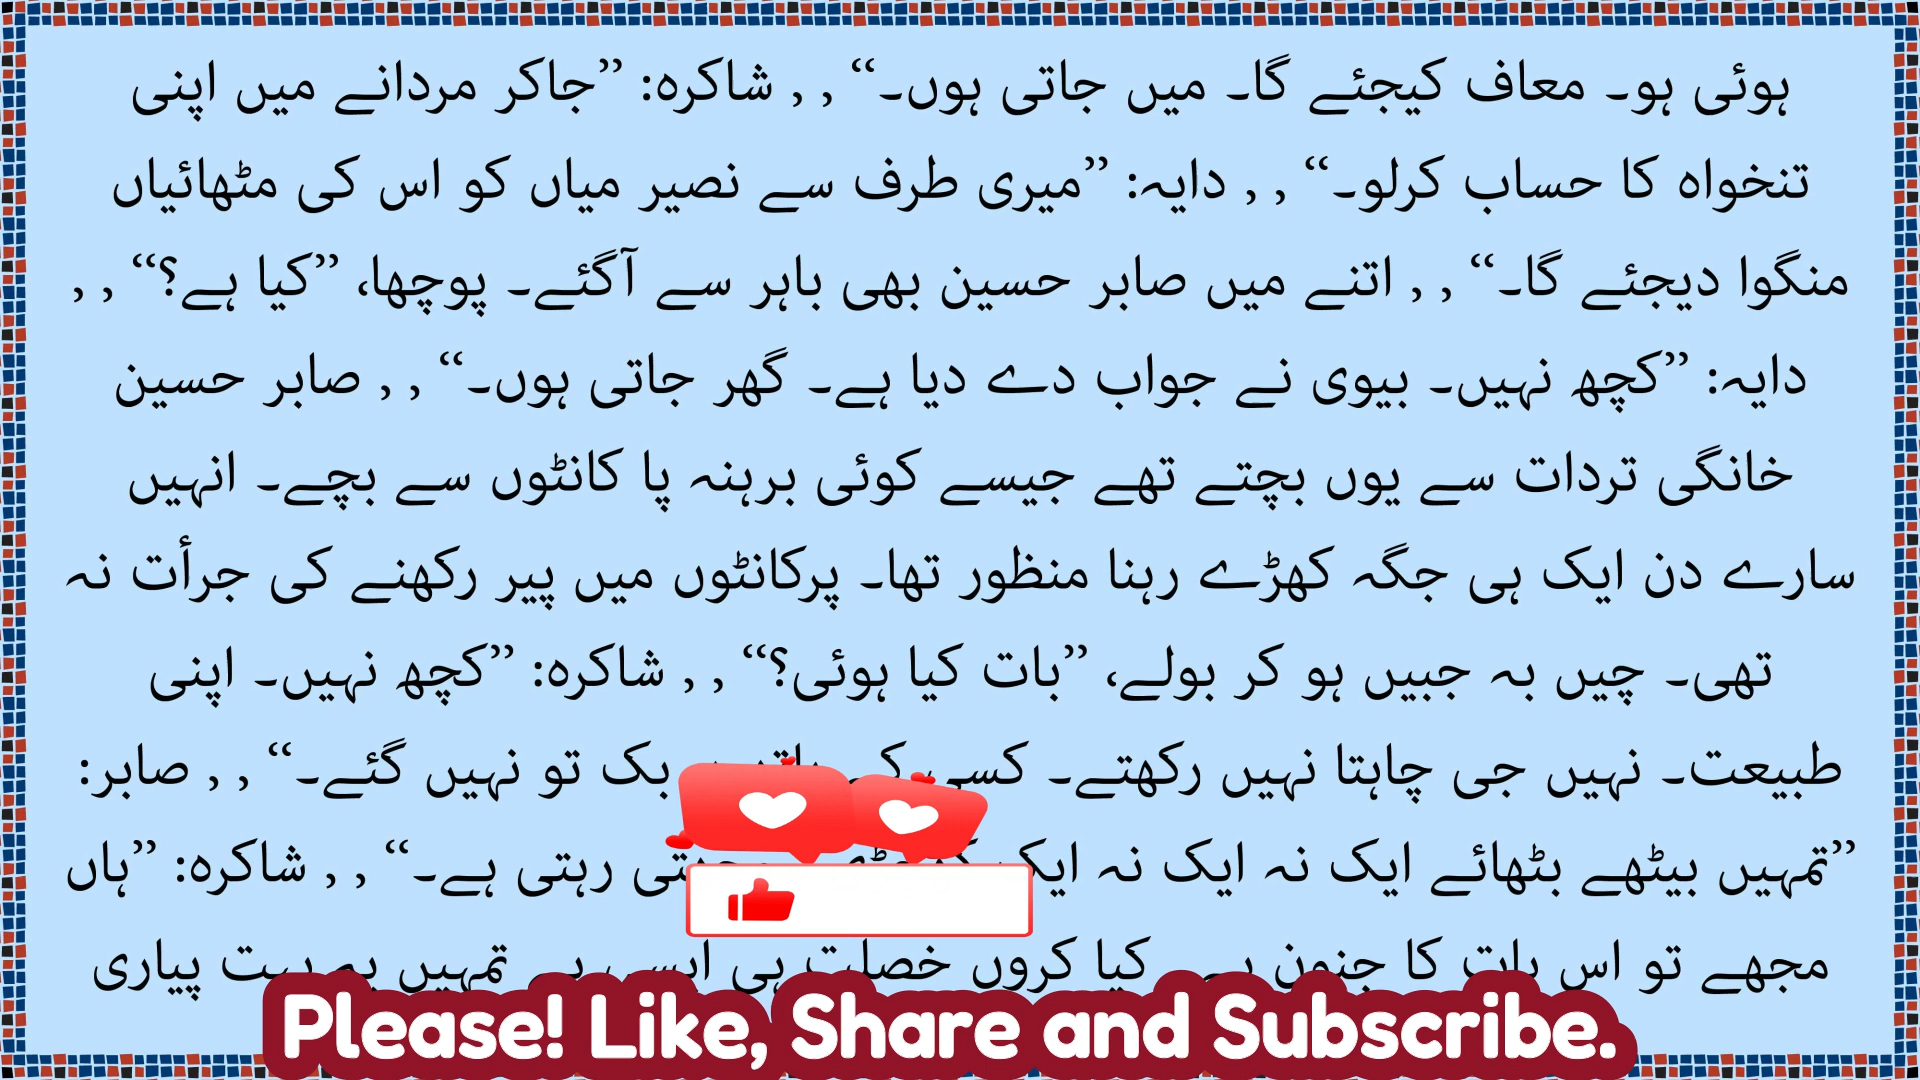 ہوئی ہو۔ معاف کیجئے گا۔ میں جاتی ہوں۔‘‘ , , شاکرہ: ’’جاکر مردانے میں اپنی
تنخواہ کا حساب کرلو۔‘‘ , , دایہ: ’’میری طرف سے نصیر میاں کو اس کی مٹھائیاں
منگوا دیجئے گا۔‘‘ , , اتنے میں صابر حسین بھی باہر سے آگئے۔ پوچھا، ’’کیا ہے؟‘‘ , ,
دایہ: ’’کچھ نہیں۔ بیوی نے جواب دے دیا ہے۔ گھر جاتی ہوں۔‘‘ , , صابر حسین
خانگی تردات سے یوں بچتے تھے جیسے کوئی برہنہ پا کانٹوں سے بچے۔ انہیں
سارے دن ایک ہی جگہ کھڑے رہنا منظور تھا۔ پرکانٹوں میں پیر رکھنے کی جرأت نہ
تھی۔ چیں بہ جبیں ہو کر بولے، ’’بات کیا ہوئی؟‘‘ , , شاکرہ: ’’کچھ نہیں۔ اپنی
طبیعت۔ نہیں جی چاہتا نہیں رکھتے۔ کسی کے بک تو نہیں گئے۔‘‘ , , صابر:
’’تمہیں بیٹھے بٹھائے ایک نہ ایک نہ ایک رہتی ہے۔‘‘ , , شاکرہ: ’’ہاں
مجھے تو اس بات کا جنون کیا کروں خصلت ہی ایسی ہے تمہیں یہ بہت پیاری
Please! Like, Share and Subscribe.